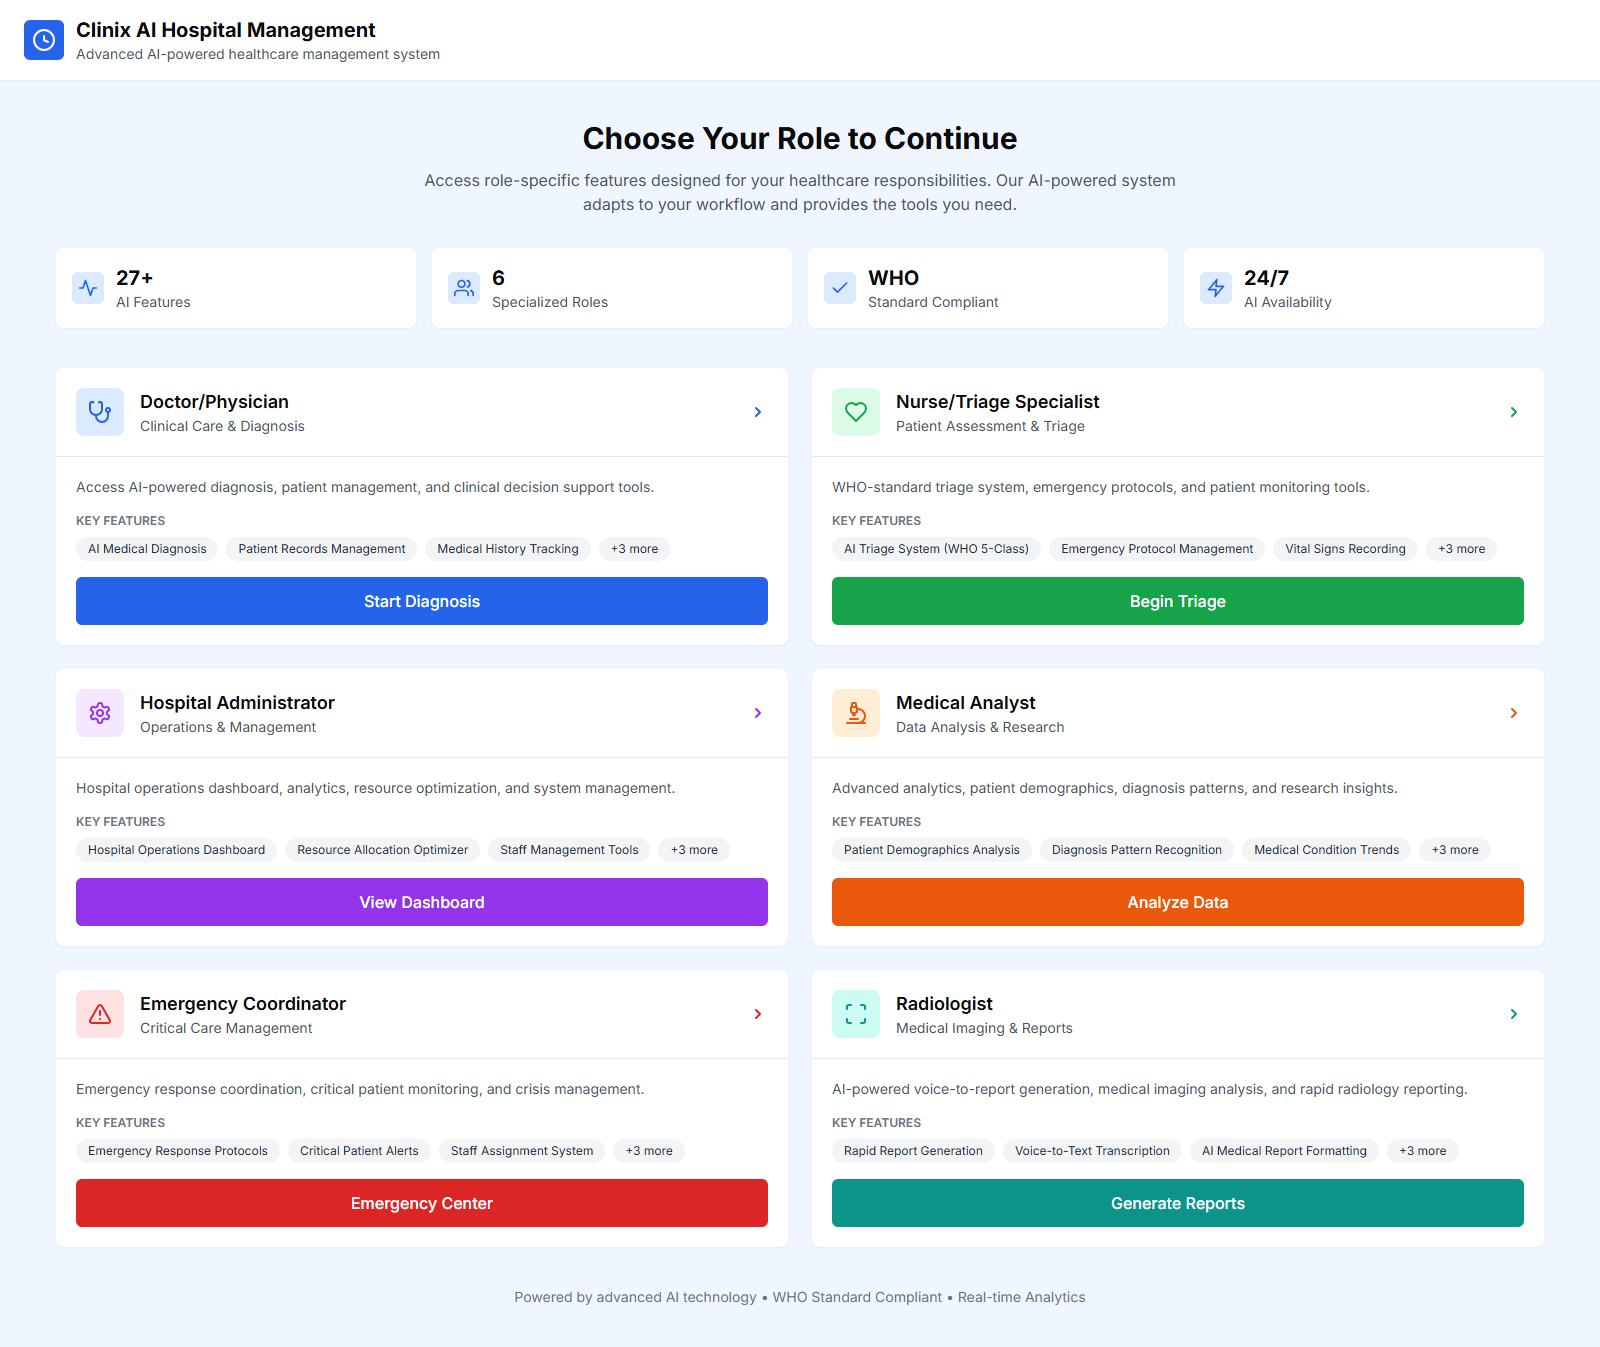 Clinix AI Hospital Management
Advanced AI-powered healthcare management system
Choose Your Role to Continue
Access role-specific features designed for your healthcare responsibilities. Our AI-powered system
adapts to your workflow and provides the tools you need.
27+
AI Features
6
Specialized Roles
WHO
Standard Compliant
24/7
AI Availability
Doctor/Physician
Clinical Care & Diagnosis
Access AI-powered diagnosis, patient management, and clinical decision support tools.
KEY FEATURES
AI Medical Diagnosis Patient Records Management Medical History Tracking +3 more
Start Diagnosis
Nurse/Triage Specialist
Patient Assessment & Triage
WHO-standard triage system, emergency protocols, and patient monitoring tools.
KEY FEATURES
AI Triage System (WHO 5-Class) Emergency Protocol Management Vital Signs Recording +3 more
Begin Triage
Hospital Administrator
Operations & Management
Hospital operations dashboard, analytics, resource optimization, and system management.
KEY FEATURES
Hospital Operations Dashboard Resource Allocation Optimizer Staff Management Tools +3 more
View Dashboard
Medical Analyst
Data Analysis & Research
Advanced analytics, patient demographics, diagnosis patterns, and research insights.
KEY FEATURES
Patient Demographics Analysis Diagnosis Pattern Recognition Medical Condition Trends +3 more
Analyze Data
Emergency Coordinator
Critical Care Management
Emergency response coordination, critical patient monitoring, and crisis management.
KEY FEATURES
Emergency Response Protocols Critical Patient Alerts Staff Assignment System +3 more
Emergency Center
Radiologist
Medical Imaging & Reports
AI-powered voice-to-report generation, medical imaging analysis, and rapid radiology reporting.
KEY FEATURES
Rapid Report Generation Voice-to-Text Transcription AI Medical Report Formatting +3 more
Generate Reports
Powered by advanced AI technology • WHO Standard Compliant • Real-time Analytics